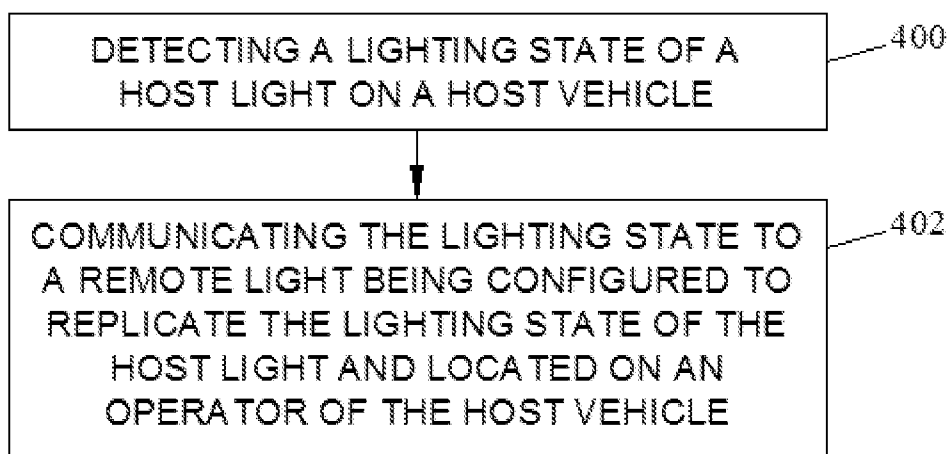 DETECTING A LIGHTING STATE OF A
HOST LIGHT ON A HOST VEHICLE
400
COMMUNICATING THE LIGHTING STATE TO
A REMOTE LIGHT BEING CONFIGURED TO
REPLICATE THE LIGHTING STATE OF THE
HOST LIGHT AND LOCATED ON AN
OPERATOR OF THE HOST VEHICLE
402